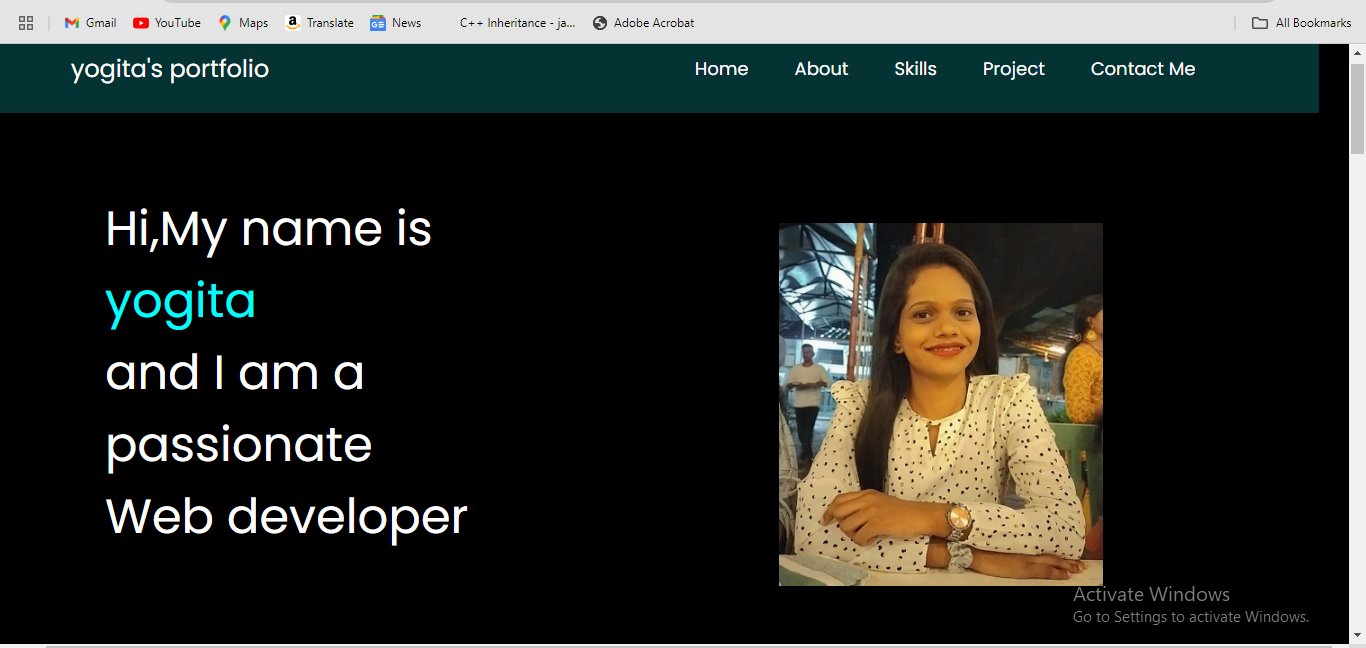 Gmail YouTube Maps Translate News C++ Inheritance - ja... Adobe Acrobat All Bookmarks
yogita's portfolio Home About Skills Project Contact Me
Hi,My name is
yogita
and I am a
passionate
Web developer
Activate Windows
Go to Settings to activate Windows.